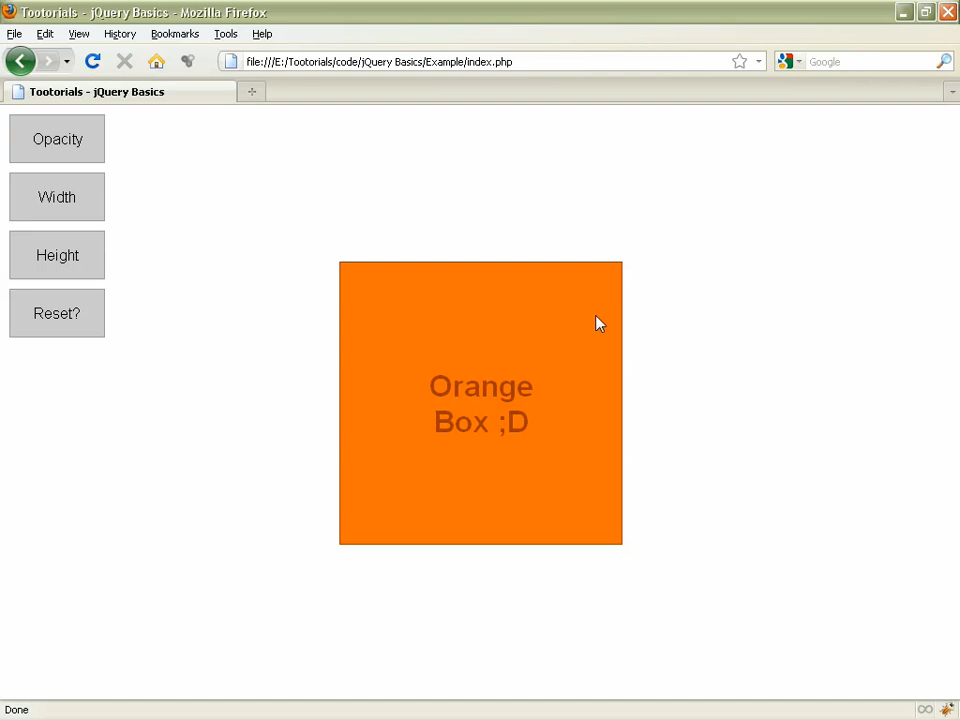 Tootorials - jQuery Basics - Mozilla Firefox
File Edit View History Bookmarks Tools Help
file:///E:/Tootorials/code/jQuery Basics/Example/index.php
Google
Tootorials - jQuery Basics
Opacity
Width
Height
Reset?
Orange
Box ;D
Done